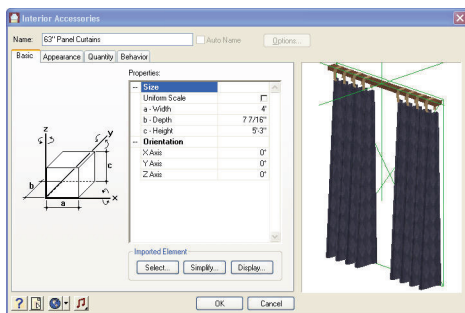 Interior Accessories
Name: 63" Panel Curtains Auto Name Options...
Basic Appearance Quantity Behavior
Properties:
-- Size
Uniform Scale
a - Width 4'
b - Depth 7 7/16"
c - Height 5'-3"
-- Orientation
X Axis 0°
Y Axis 0°
Z Axis 0°
z
y
c
b
a
x
Imported Element
Select... Simplify... Display...
? OK Cancel